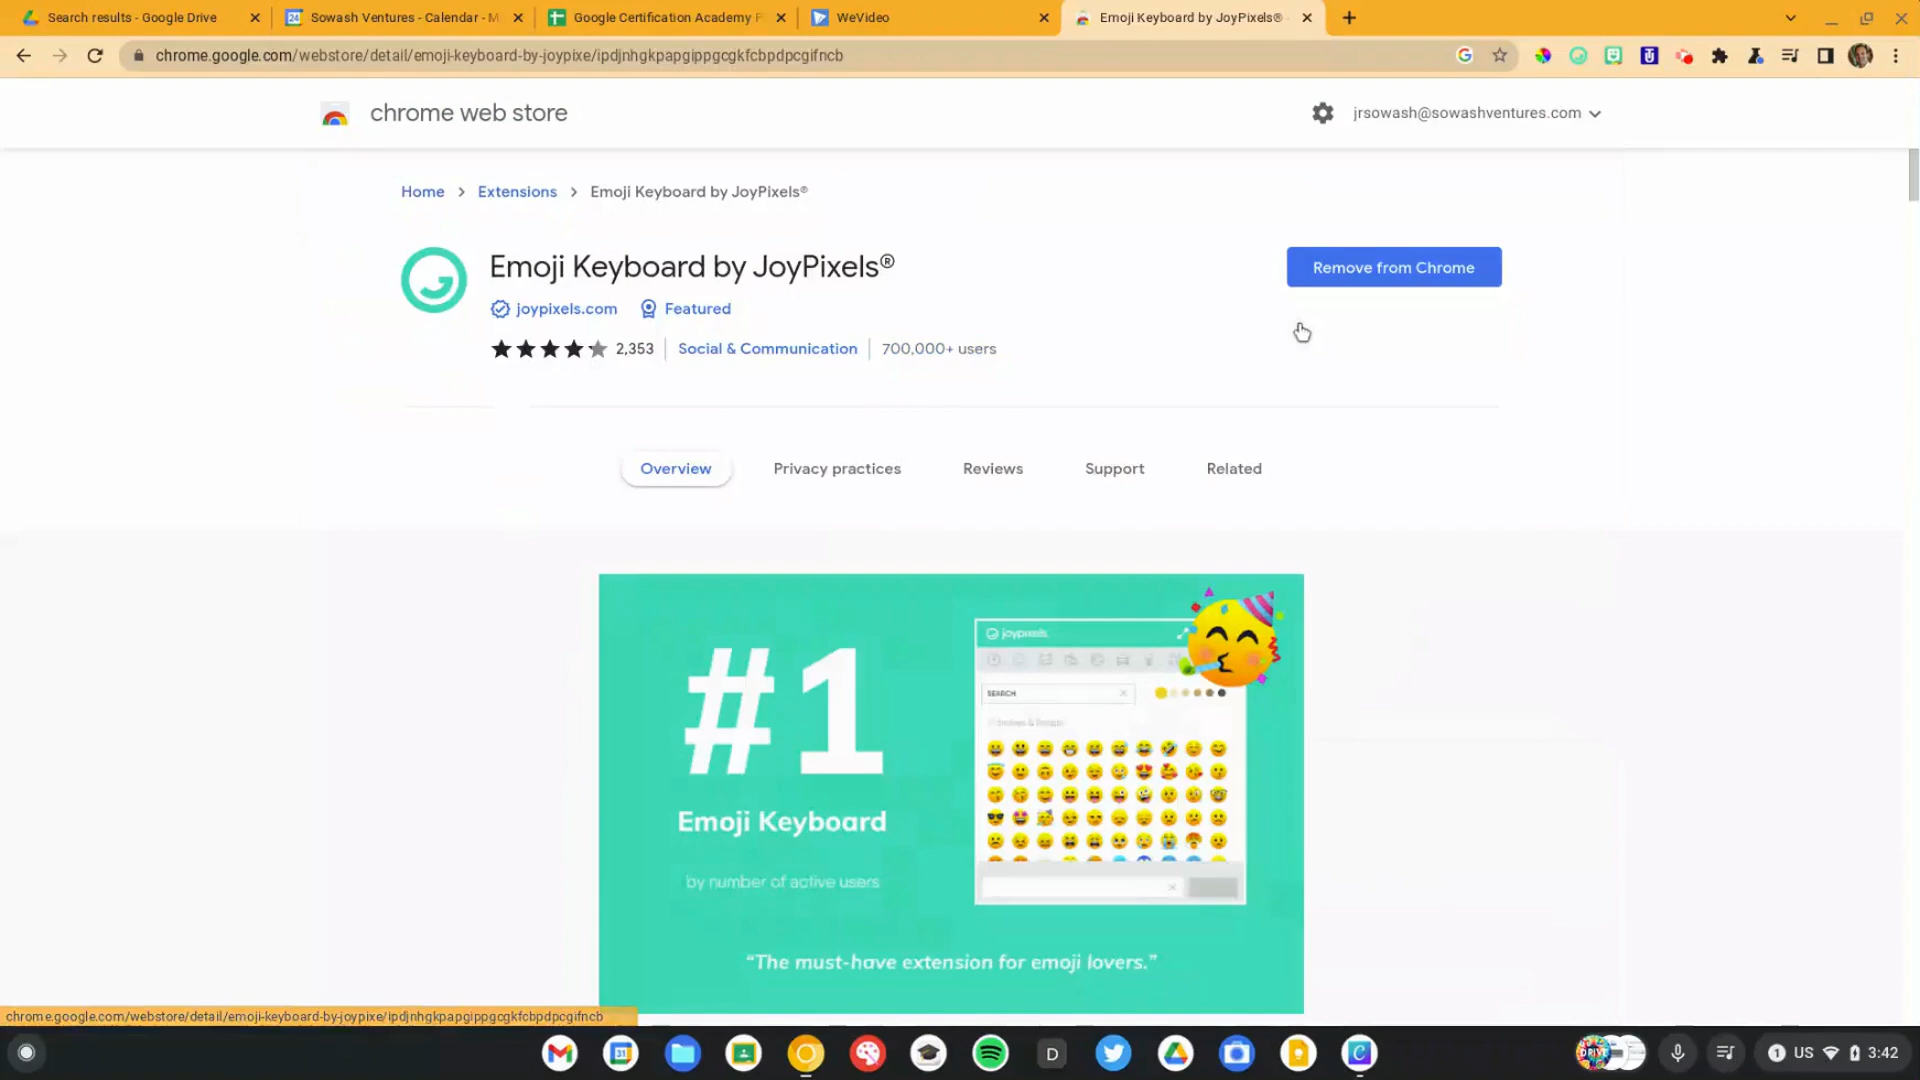 Search results - Google Drive
Sowash Ventures - Calendar - M
Google Certification Academy P
WeVideo
Emoji Keyboard by JoyPixels®
chrome.google.com/webstore/detail/emoji-keyboard-by-joypixe/ipdjnhgkpapgippgcgkfcbpdpcgifncb
chrome web store
jrsowash@sowashventures.com
Home > Extensions > Emoji Keyboard by JoyPixels®
Emoji Keyboard by JoyPixels®
Remove from Chrome
joypixels.com
Featured
2,353
Social & Communication
700,000+ users
Overview
Privacy practices
Reviews
Support
Related
joypixels
SEARCH
#1
Emoji Keyboard
by number of active users
“The must-have extension for emoji lovers.”
chrome.google.com/webstore/detail/emoji-keyboard-by-joypixe/ipdjnhgkpapgippgcgkfcbpdpcgifncb
31
D
DRIVE
1
US
3:42